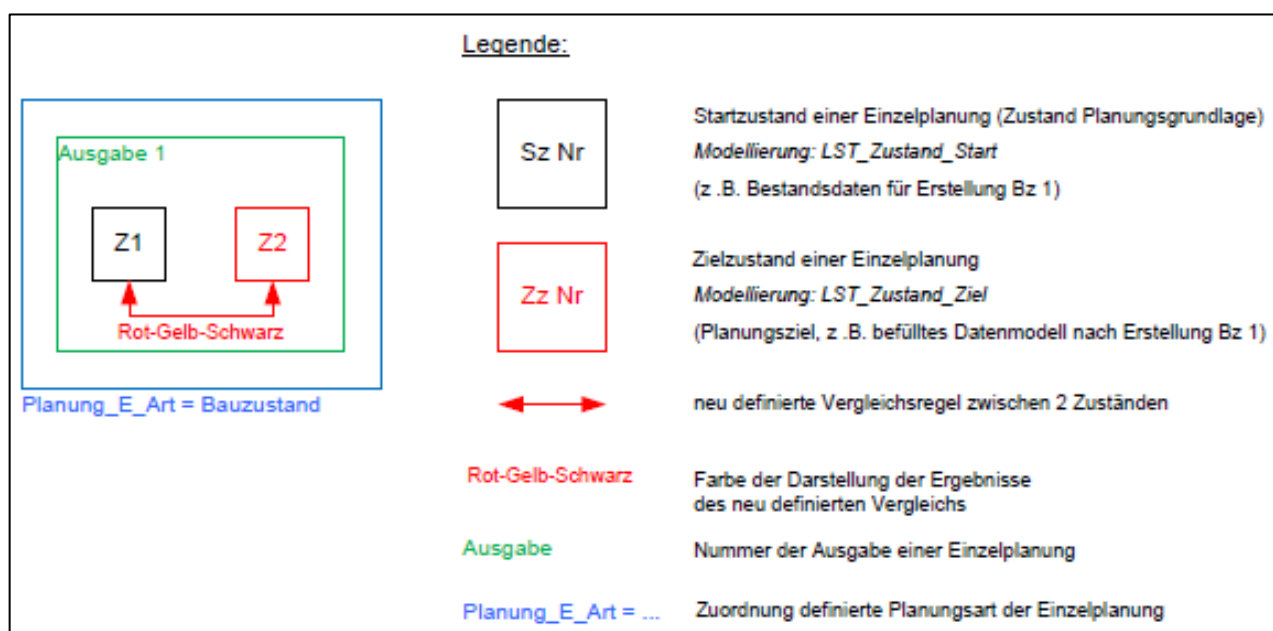 Legende:
Ausgabe 1
Z1
Z2
Rot-Gelb-Schwarz
Planung_E_Art = Bauzustand
Sz Nr
Startzustand einer Einzelplanung (Zustand Planungsgrundlage)
Modellierung: LST_Zustand_Start
(z .B. Bestandsdaten für Erstellung Bz 1)
Zz Nr
Zielzustand einer Einzelplanung
Modellierung: LST_Zustand_Ziel
(Planungsziel, z .B. befülltes Datenmodell nach Erstellung Bz 1)
neu definierte Vergleichsregel zwischen 2 Zuständen
Rot-Gelb-Schwarz
Farbe der Darstellung der Ergebnisse
des neu definierten Vergleichs
Ausgabe
Nummer der Ausgabe einer Einzelplanung
Planung_E_Art = ...
Zuordnung definierte Planungsart der Einzelplanung